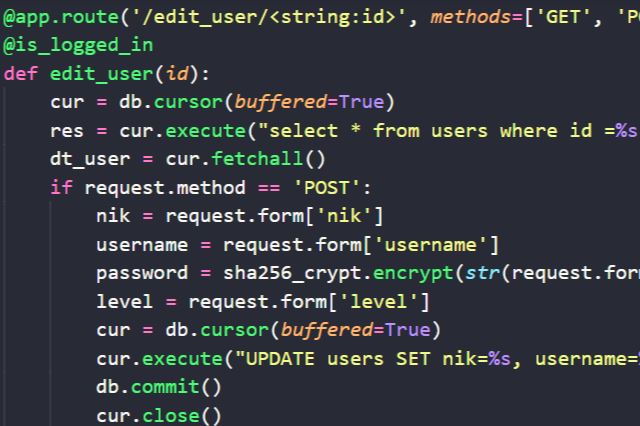 @app.route('/edit_user/<string:id>', methods=['GET', 'PO
@is_logged_in
def edit_user(id):
    cur = db.cursor(buffered=True)
    res = cur.execute("select * from users where id =%s
    dt_user = cur.fetchall()
    if request.method == 'POST':
        nik = request.form['nik']
        username = request.form['username']
        password = sha256_crypt.encrypt(str(request.form
        level = request.form['level']
        cur = db.cursor(buffered=True)
        cur.execute("UPDATE users SET nik=%s, username=%
        db.commit()
        cur.close()